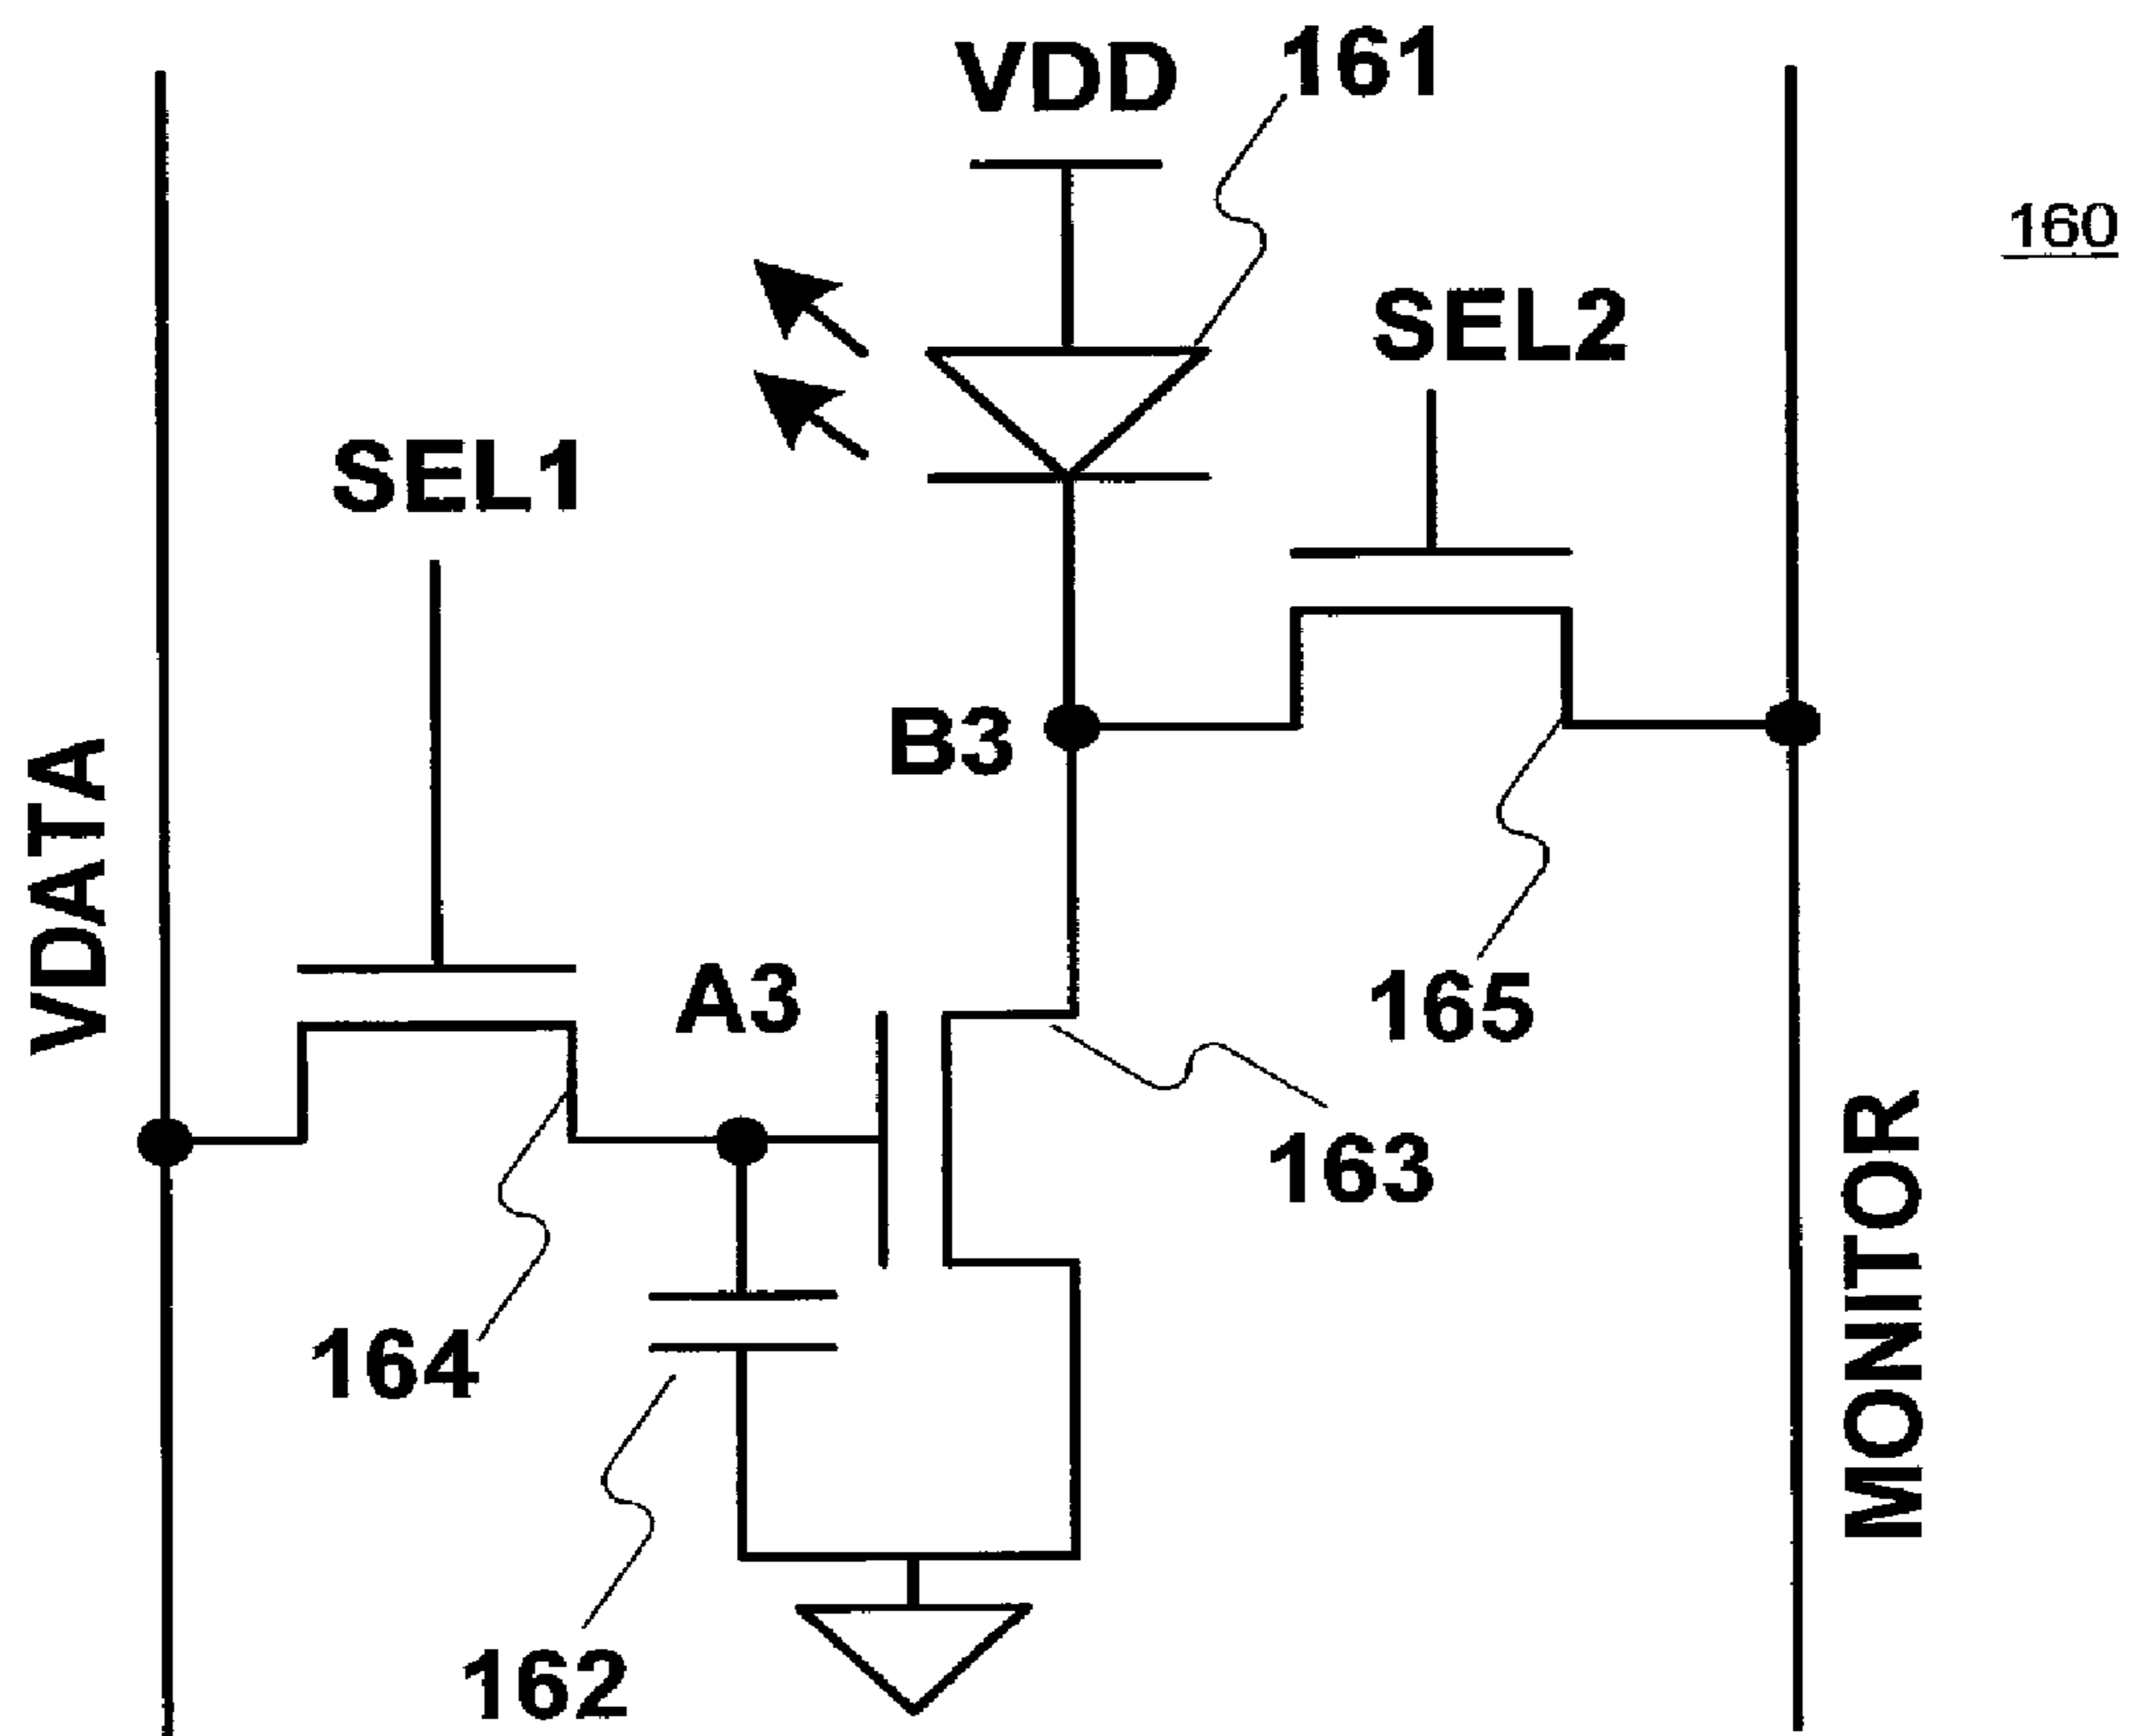 VDD
161
160
SEL2
SEL1
B3
VDATA
A3
165
163
MONITOR
164
162